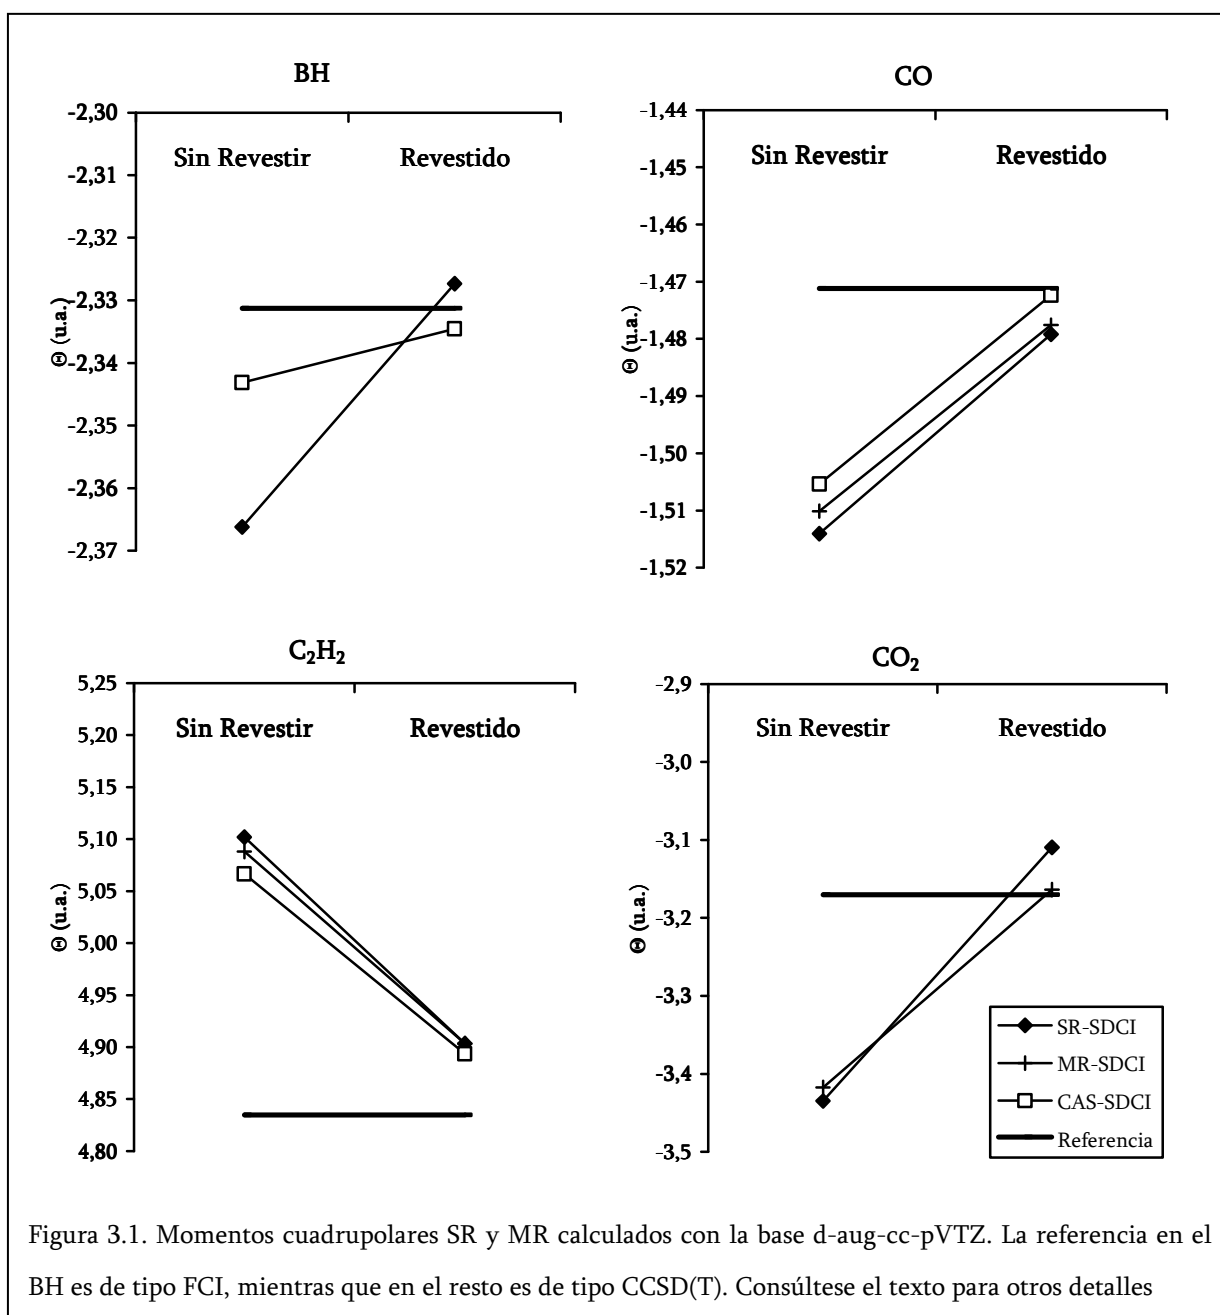 BH
-2,30
Sin Revestir Revestido
-2,31
-2,32
-2,33
-2,34
-2,35
-2,36
-2,37
Θ (u.a.)
CO
-1,44
Sin Revestir Revestido
-1,45
-1,46
-1,47
-1,48
-1,49
-1,50
-1,51
-1,52
Θ (u.a.)
C₂H₂
5,25
Sin Revestir Revestido
5,20
5,15
5,10
5,05
5,00
4,95
4,90
4,85
4,80
Θ (u.a.)
CO₂
-2,9
Sin Revestir Revestido
-3,0
-3,1
-3,2
-3,3
-3,4
-3,5
Θ (u.a.)
SR-SDCI
MR-SDCI
CAS-SDCI
Referencia
Figura 3.1. Momentos cuadrupolares SR y MR calculados con la base d-aug-cc-pVTZ. La referencia en el
BH es de tipo FCI, mientras que en el resto es de tipo CCSD(T). Consúltese el texto para otros detalles